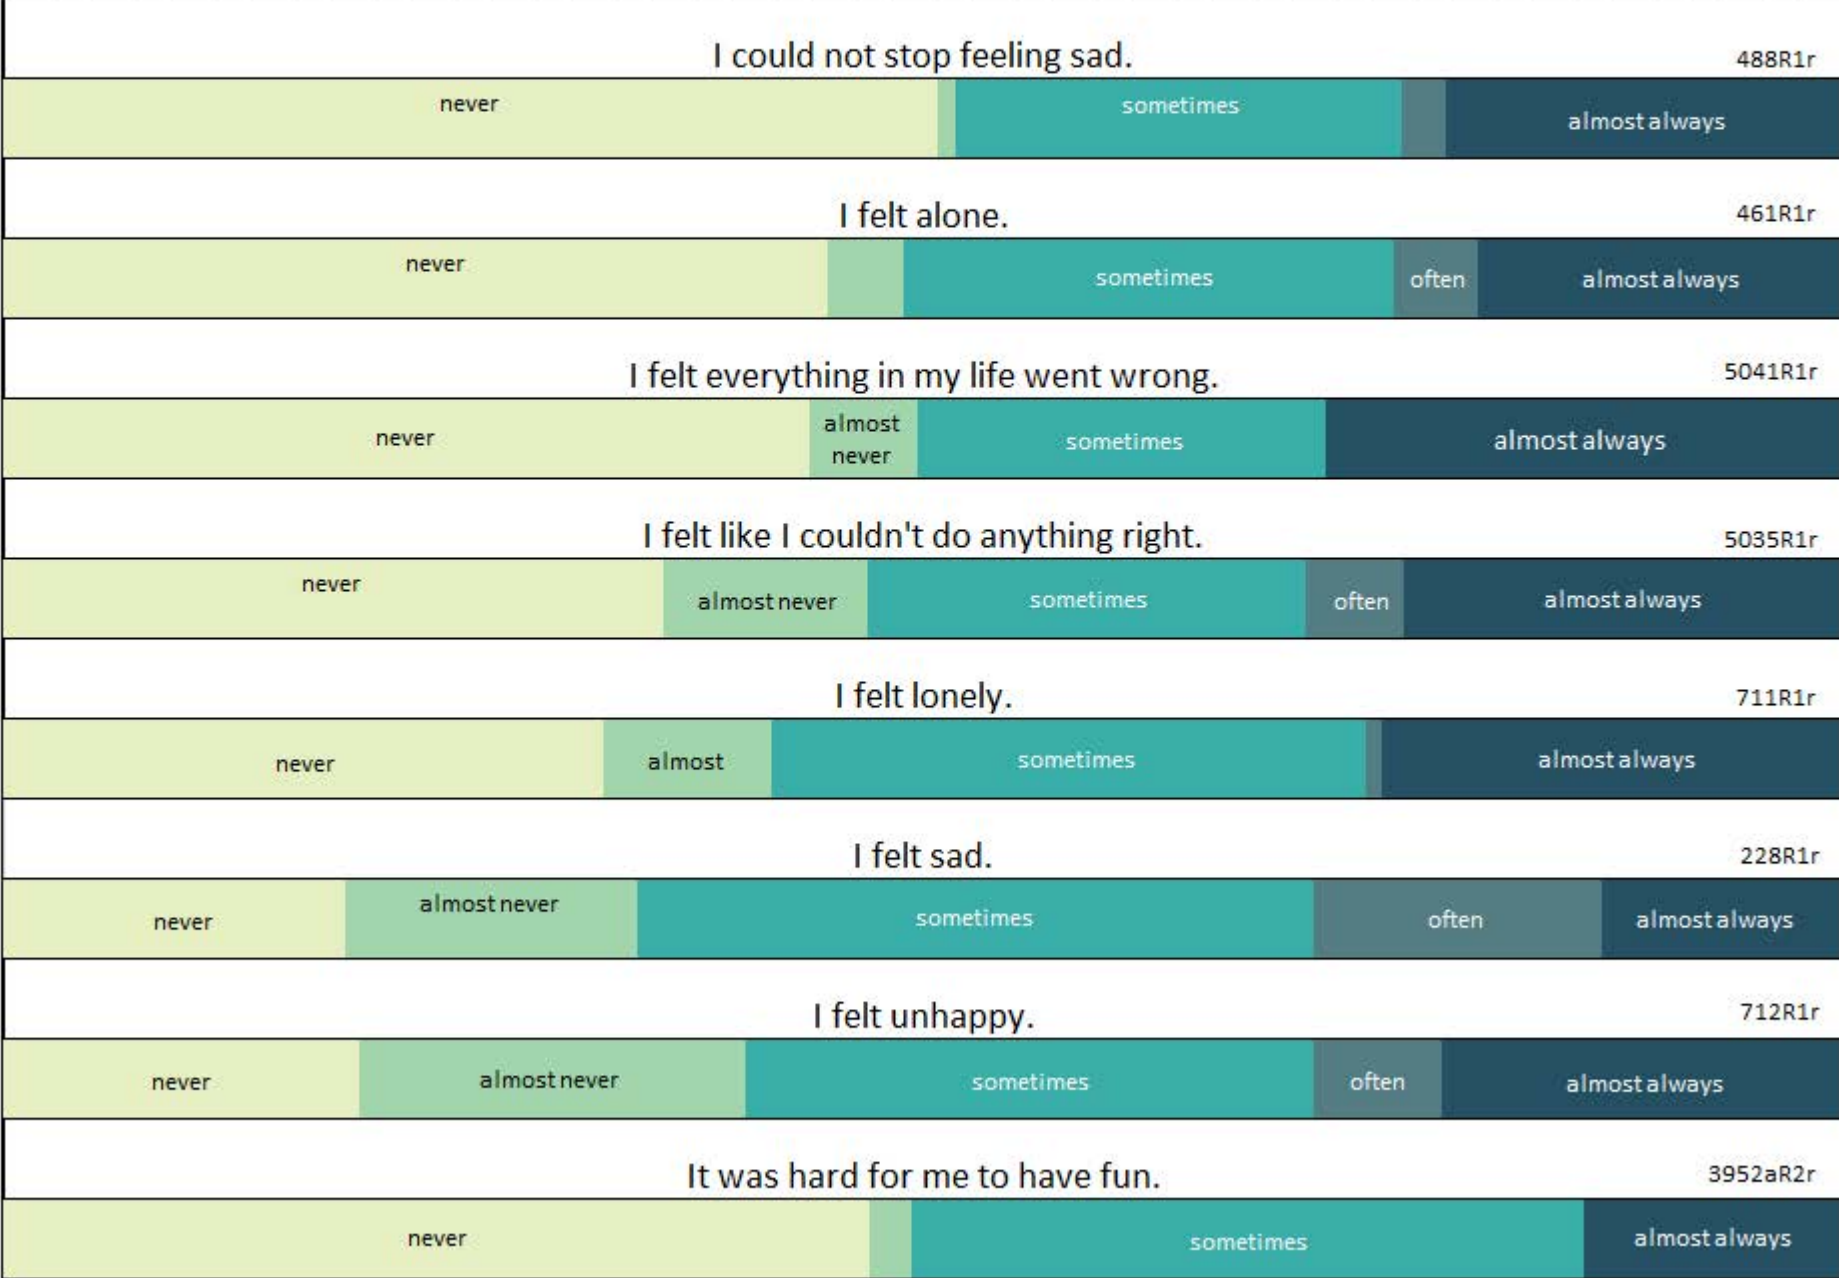 I could not stop feeling sad. 488R1r
never sometimes almost always
I felt alone. 461R1r
never sometimes often almost always
I felt everything in my life went wrong. 5041R1r
never almost never sometimes almost always
I felt like I couldn't do anything right. 5035R1r
never almost never sometimes often almost always
I felt lonely. 711R1r
never almost sometimes almost always
I felt sad. 228R1r
never almost never sometimes often almost always
I felt unhappy. 712R1r
never almost never sometimes often almost always
It was hard for me to have fun. 3952aR2r
never sometimes almost always